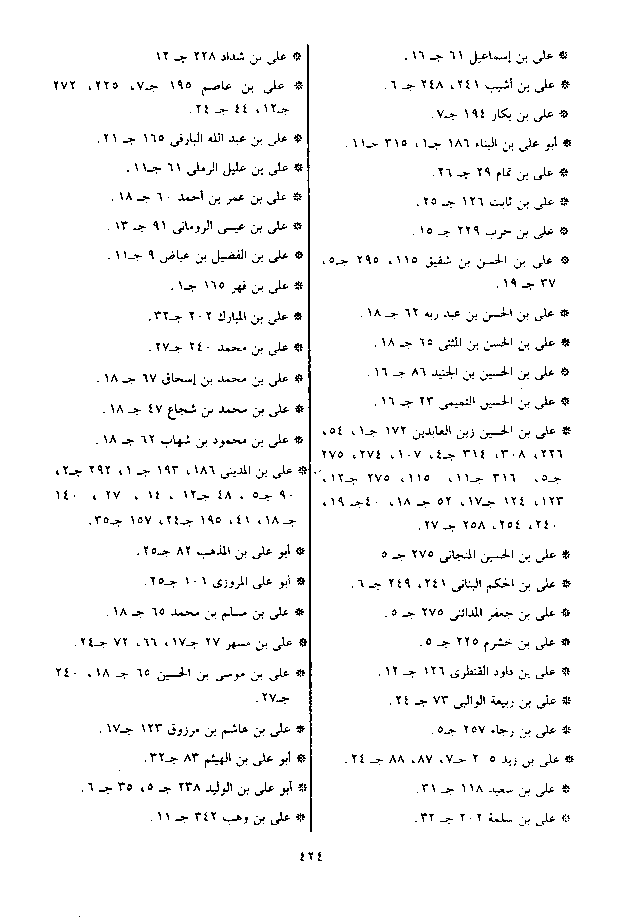 * على بن إسماعيل ٦١ جـ ١٦.
* على بن أشيب ٢٤١، ٢٤٨ جـ ٦.
* على بن بكار ١٩٤ جـ٧.
* أبو على بن البناء ١٨٦ جـ١، ٣١٥ جـ١١.
* على بن تمام ٢٩ جـ ٢٦.
* على بن ثابت ١٢٦ جـ ٢٥.
* على بن حرب ٢٢٩ جـ ١٥.
* على بن الحسن بن شقيق ١١٥، ٢٩٥ جـ٥،
٣٧ جـ ١٩.
* على بن الحسن بن عبد ربه ٦٢ جـ ١٨.
* على بن الحسن بن المثنى ٦٥ جـ ١٨.
* على بن الحسين بن الجنيد ٨٦ جـ ١٦.
* على بن الحسين التميمى ٢٣ جـ ١٦.
* على بن الحسين زين العابدين ١٧٢ جـ١، ٥٤،
٢٢٦، ٣٠٨، ٣١٤ جـ٤، ١٠٧، ٢٧٤، ٢٧٥
جـ٥، ٣١٦ جـ١١، ١١٥، ٢٧٥ جـ١٢،
١٢٣، ١٢٤ جـ١٧، ٥٢ جـ ١٨، ٤٠جـ ١٩،
٢٤٠، ٢٥٤، ٢٥٨ جـ ٢٧.
* على بن الحسين المنجانى ٢٧٥ جـ ٥
* على بن الحكم البنانى ٢٤١، ٢٤٩ جـ ٦.
* على بن جعفر المدائنى ٢٧٥ جـ ٥.
* على بن خشرم ٢٢٥ جـ ٥.
* على بن داود القنطرى ١٢٦ جـ ١٢.
* على بن ربيعة الوالبى ٧٣ جـ ٢٤.
* على بن رجاء ٢٥٧ جـ٥.
* على بن زيد ٥ ٢ جـ٧، ٨٧، ٨٨ جـ ٢٤.
* على بن سعيد ١١٨ جـ ٣١.
* على بن سلمة ٢٠٢ جـ ٣٢.
* على بن شداد ٢٢٨ جـ ١٢
* على بن عاصم ١٩٥ جـ٧، ٢٢٥، ٢٧٢
جـ١٢، ٤٤ جـ ٢٤.
* على بن عبد الله البارقى ١٦٥ جـ ٢١.
* على بن عليل الرملى ٦١ جـ١١.
* على بن عمر بن أحمد ٦٠ جـ ١٨.
* على بن عيسى الرومانى ٩١ جـ ١٣.
* على بن الفضيل بن عياض ٩ جـ١١.
* على بن فهر ١٦٥ جـ١.
* على بن المبارك ٢٠٢ جـ٣٢.
* على بن محمد ٢٤٠ جـ٢٧.
* على بن محمد بن إسحاق ٦٧ جـ ١٨.
* على بن محمد بن شجاع ٤٧ جـ ١٨.
* على بن محمود بن شهاب ٦٢ جـ ١٨.
* على بن المدينى ١٨٦، ١٩٣ جـ ١، ٢٩٢ جـ٢،
٩٠ جـ٥، ٤٨ جـ١٢، ١٤، ٢٧، ١٤٠
جـ ١٨، ٤١، ١٩٥ جـ٢٤، ١٥٧ جـ٣٥.
* أبو على بن المذهب ٨٢ جـ٢٥.
* أبو على المروزى ١٠٦ جـ٢٥.
* على بن مسلم بن محمد ٦٥ جـ ١٨.
* على بن مسهر ٢٧ جـ١٧، ٦٦، ٧٢ جـ٢٤.
* على بن موسى بن الحسين ٦٥ جـ ١٨، ٢٤٠
جـ٢٧.
* على بن هاشم بن مرزوق ١٢٣ جـ١٧.
* أبو على بن الهيثم ٨٣ جـ٣٢.
* أبو على بن الوليد ٢٣٨ جـ ٥، ٣٥ جـ ٦.
* على بن وهب ٣٤٢ جـ ١١.
٤٢٤